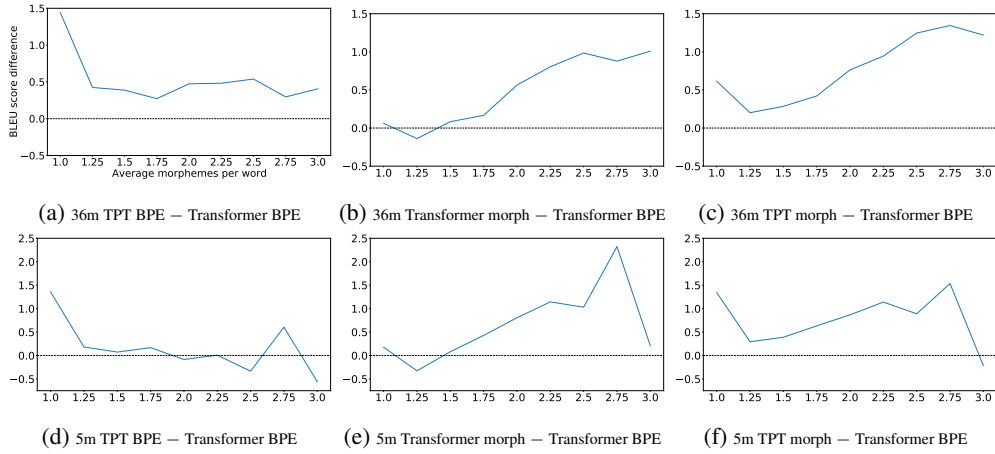 1.5
1.0
0.5
0.0
−0.5
BLEU score difference
1.0 1.25 1.5 1.75 2.0 2.25 2.5 2.75 3.0
Average morphemes per word
(a) 36m TPT BPE − Transformer BPE
1.5
1.0
0.5
0.0
−0.5
1.0 1.25 1.5 1.75 2.0 2.25 2.5 2.75 3.0
(b) 36m Transformer morph − Transformer BPE
1.5
1.0
0.5
0.0
−0.5
1.0 1.25 1.5 1.75 2.0 2.25 2.5 2.75 3.0
(c) 36m TPT morph − Transformer BPE
2.5
2.0
1.5
1.0
0.5
0.0
−0.5
1.0 1.25 1.5 1.75 2.0 2.25 2.5 2.75 3.0
(d) 5m TPT BPE − Transformer BPE
2.5
2.0
1.5
1.0
0.5
0.0
−0.5
1.0 1.25 1.5 1.75 2.0 2.25 2.5 2.75 3.0
(e) 5m Transformer morph − Transformer BPE
2.5
2.0
1.5
1.0
0.5
0.0
−0.5
1.0 1.25 1.5 1.75 2.0 2.25 2.5 2.75 3.0
(f) 5m TPT morph − Transformer BPE